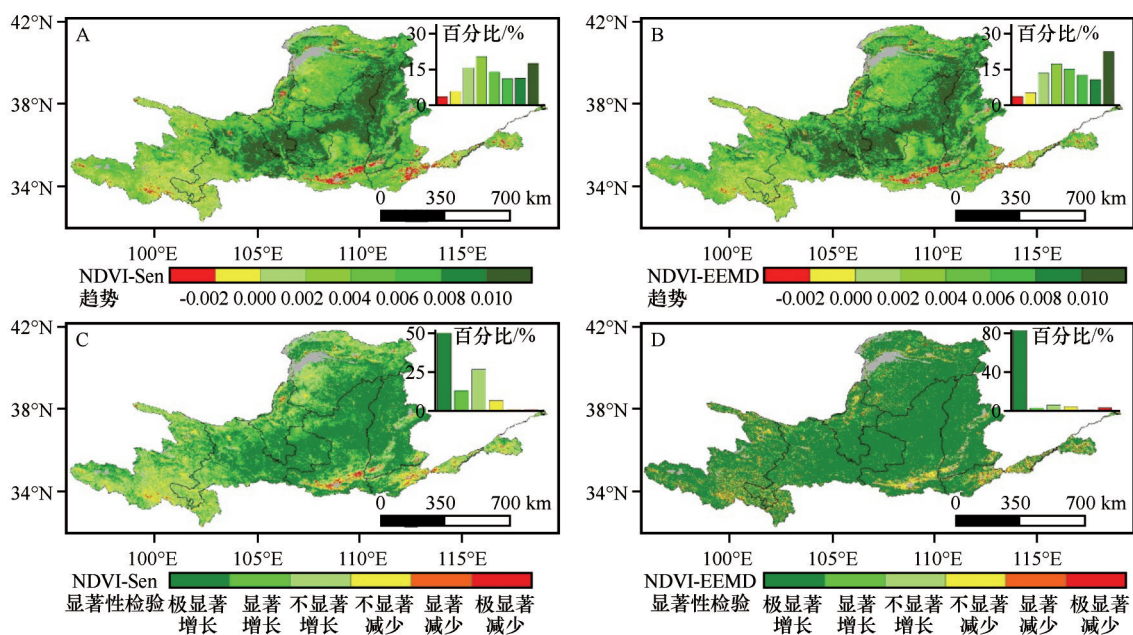 42°N
A
30
百分比/%
15
38°N
0
34°N
0 350 700 km
100°E 105°E 110°E 115°E
NDVI-Sen
趋势
-0.002 0.000 0.002 0.004 0.006 0.008 0.010
42°N
B
30
百分比/%
15
38°N
0
34°N
0 350 700 km
100°E 105°E 110°E 115°E
NDVI-EEMD
趋势
-0.002 0.000 0.002 0.004 0.006 0.008 0.010
42°N
C
50
百分比/%
25
38°N
0
34°N
0 350 700 km
100°E 105°E 110°E 115°E
NDVI-Sen
显著性检验
极显著 显著 不显著 不显著 显著 极显著
增长 增长 增长 减少 减少 减少
42°N
D
80
百分比/%
40
38°N
0
34°N
0 350 700 km
100°E 105°E 110°E 115°E
NDVI-EEMD
显著性检验
极显著 显著 不显著 不显著 显著 极显著
增长 增长 增长 减少 减少 减少